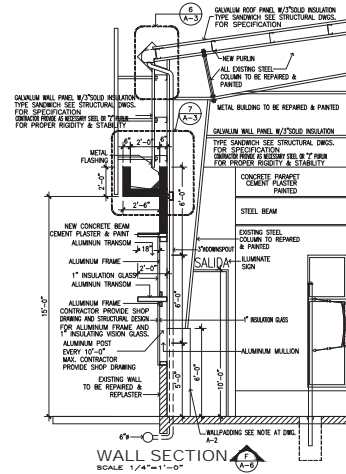 6
A-3
GALVALUM ROOF PANEL W/3"SOLID INSULATION
TYPE SANDWICH SEE STRUCTURAL DWGS.
FOR SPECIFICATION
NEW PURLIN
ALL EXISTING STEEL
COLUMN TO BE REPAIRED &
PAINTED
GALVALUM WALL PANEL W/3"SOLID INSULATION
TYPE SANDWICH SEE STRUCTURAL DWGS.
FOR SPECIFICATION
CONTRACTOR PROVIDE AS NECESSARY STEEL OR "Z" PURLIN
FOR PROPER RIGIDITY & STABILITY
7
A-3
METAL BUILDING TO BE REPAIRED & PAINTED
GALVALUM WALL PANEL W/3"SOLID INSULATION
TYPE SANDWICH SEE STRUCTURAL DWGS.
FOR SPECIFICATION
CONTRACTOR PROVIDE AS NECESSARY STEEL OR "Z" PURLIN
FOR PROPER RIGIDITY & STABILITY
METAL
FLASHING
6" 2'-0" 6"
2'-0"
6'-0"
2'-6"
CONCRETE PARAPET
CEMENT PLASTER
PAINTED
STEEL BEAM
NEW CONCRETE BEAM
CEMENT PLASTER & PAINT
ALUMINUN TRANSOM
18"
3"DOWNSPOUT
EXISTING STEEL
COLUMN TO REPAIRED
& PAINTED
ALUMINUM FRAME
2'-0"
SALIDA
ILUMINATE
SIGN
1" INSULATION GLASS
ALUMINUN TRANSOM
15'-0"
ALUMINUM FRAME
CONTRACTOR PROVIDE SHOP
DRAWING AND STRUCTURAL DESIGN
FOR ALUMINUM FRAME AND
1" INSULATING VISION GLASS.
1" INSULATION GLASS
ALUMINUM POST
EVERY 10'-0"
MAX. CONTRACTOR
PROVIDE SHOP DRAWING
ALUMINUM MULLION
EXISTING WALL
TO BE REPAIRED &
REPLASTER
5'-0"
6'-0"
10'-0"
6"ø
WALLPADDING SEE NOTE AT DWG.
A-2
WALL SECTION
F
A-6
SCALE 1/4"=1'-0"